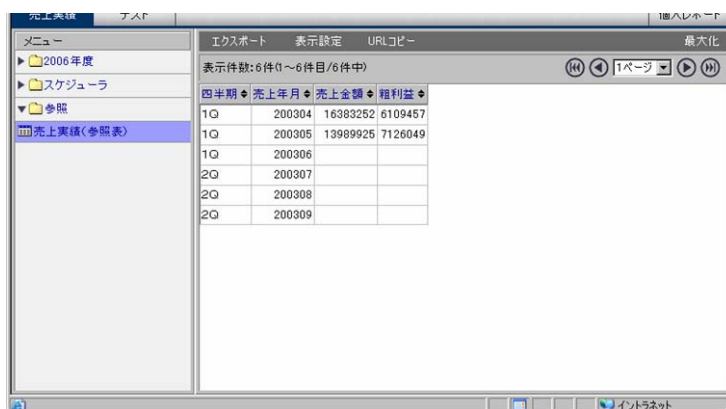 売上実績 テスト 個人レポート
メニュー エクスポート 表示設定 URLコピー 最大化
2006年度
表示件数:6件(1～6件目/6件中) 1ページ
スケジューラ
四半期 売上年月 売上金額 粗利益
参照
1Q 200304 16383252 6109457
売上実績(参照表)
1Q 200305 13989925 7126049
1Q 200306
2Q 200307
2Q 200308
2Q 200309
イントラネット